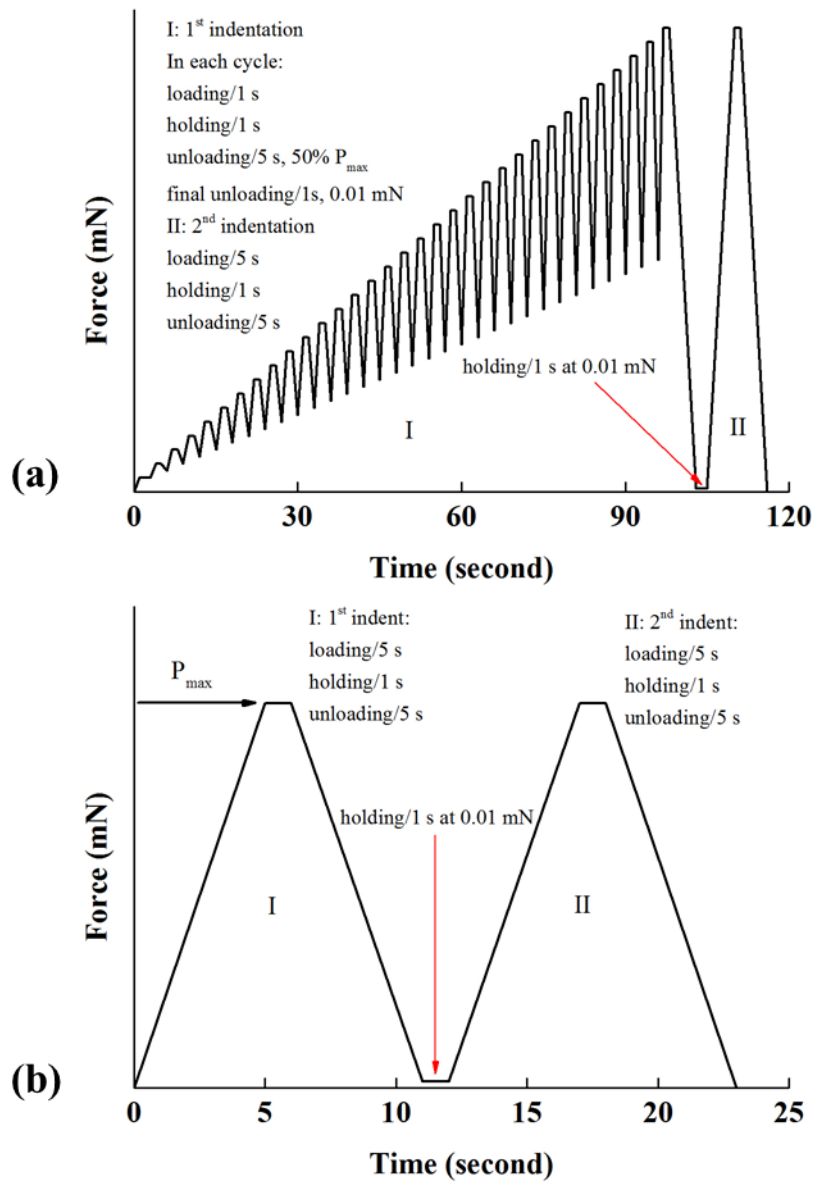 I: 1st indentation
In each cycle:
loading/1 s
holding/1 s
unloading/5 s, 50% Pmax
final unloading/1s, 0.01 mN
II: 2nd indentation
loading/5 s
holding/1 s
unloading/5 s
holding/1 s at 0.01 mN
I
II
Force (mN)
(a)
0 30 60 90 120
Time (second)
I: 1st indent:
loading/5 s
holding/1 s
unloading/5 s
II: 2nd indent:
loading/5 s
holding/1 s
unloading/5 s
Pmax
holding/1 s at 0.01 mN
I
II
Force (mN)
(b)
0 5 10 15 20 25
Time (second)